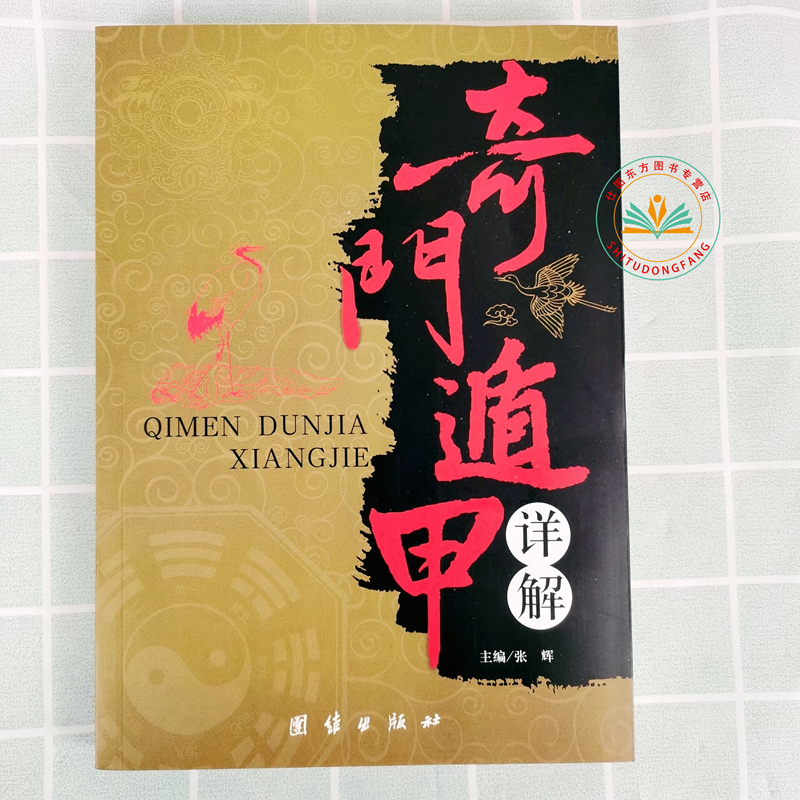 奇門遁甲
详解
QIMEN DUNJIA
XIANGJIE
主编/张 辉
團结出版社
仕图东方图书专营店
SHITUDONGFANG